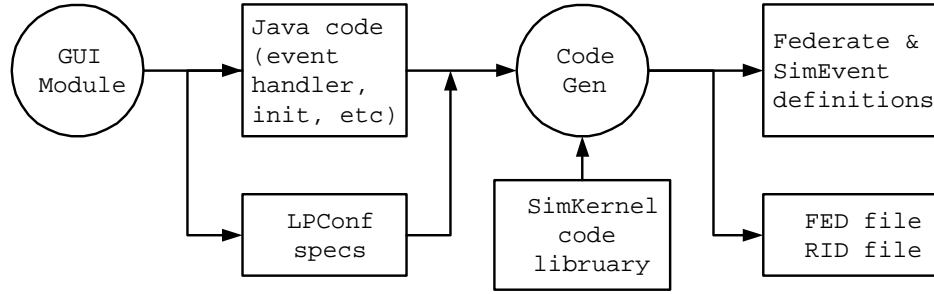 GUI
Module
Java code
(event
handler,
init, etc)
Code
Gen
Federate &
SimEvent
definitions
LPConf
specs
SimKernel
code
libruary
FED file
RID file